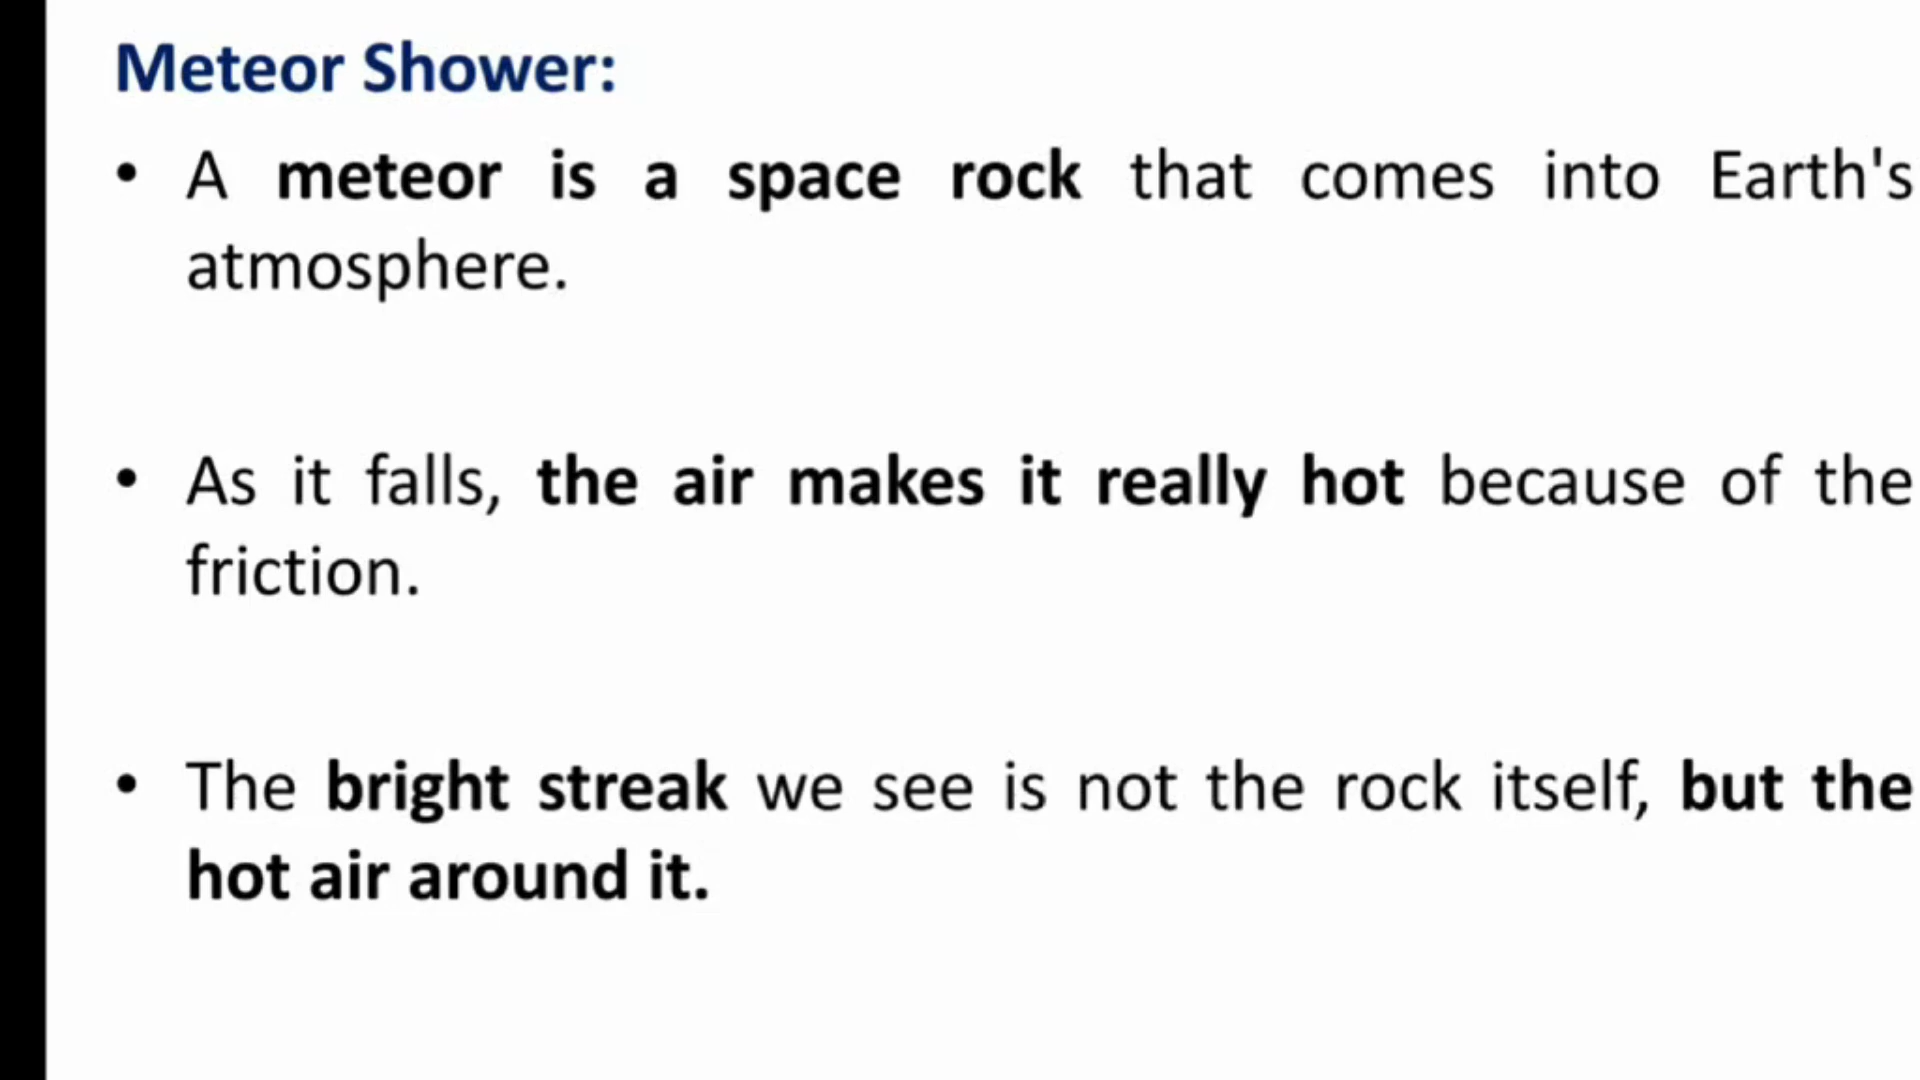 Meteor Shower:
• A meteor is a space rock that comes into Earth's
atmosphere.
• As it falls, the air makes it really hot because of the
friction.
• The bright streak we see is not the rock itself, but the
hot air around it.